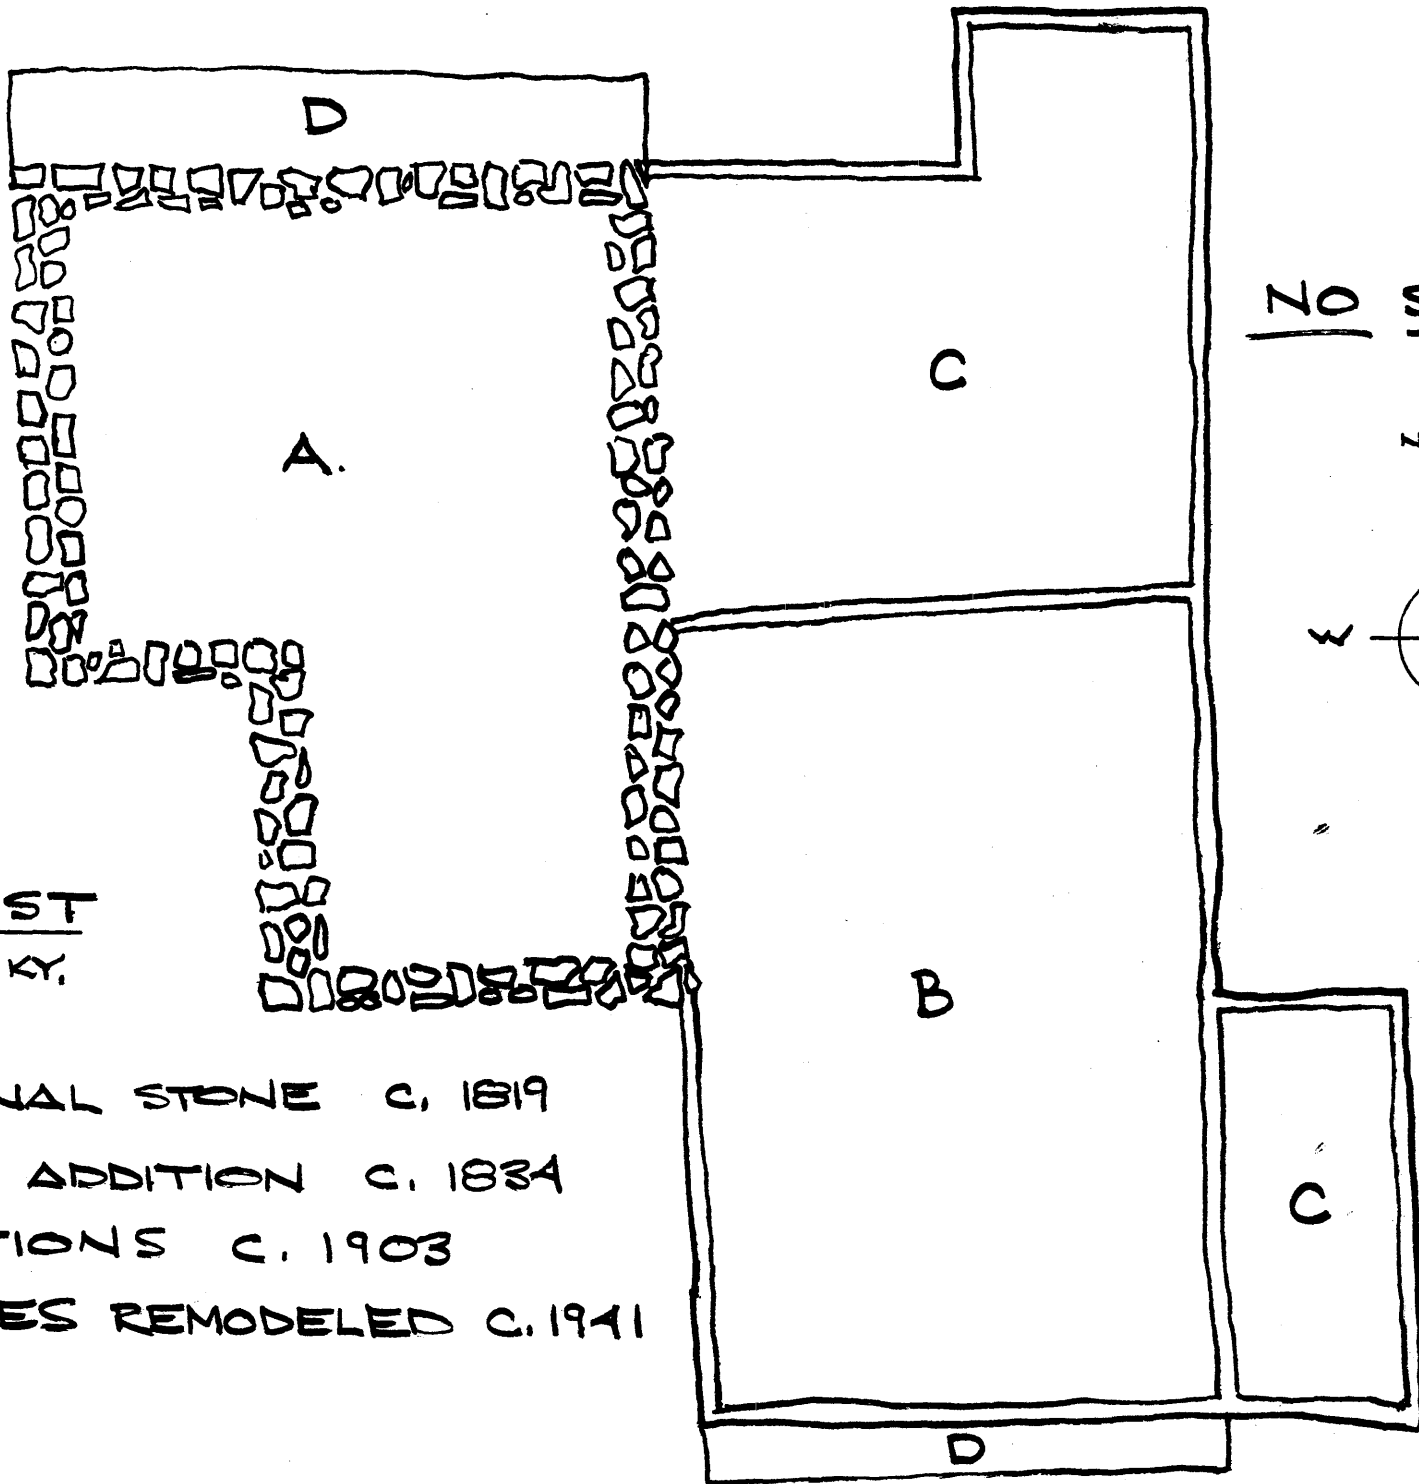 D
NO
C
A.
ST
KY.
B
NAL STONE C. 1819
ADDITION C. 1834
C
TIONS C. 1903
ES REMODELED C. 1941
D